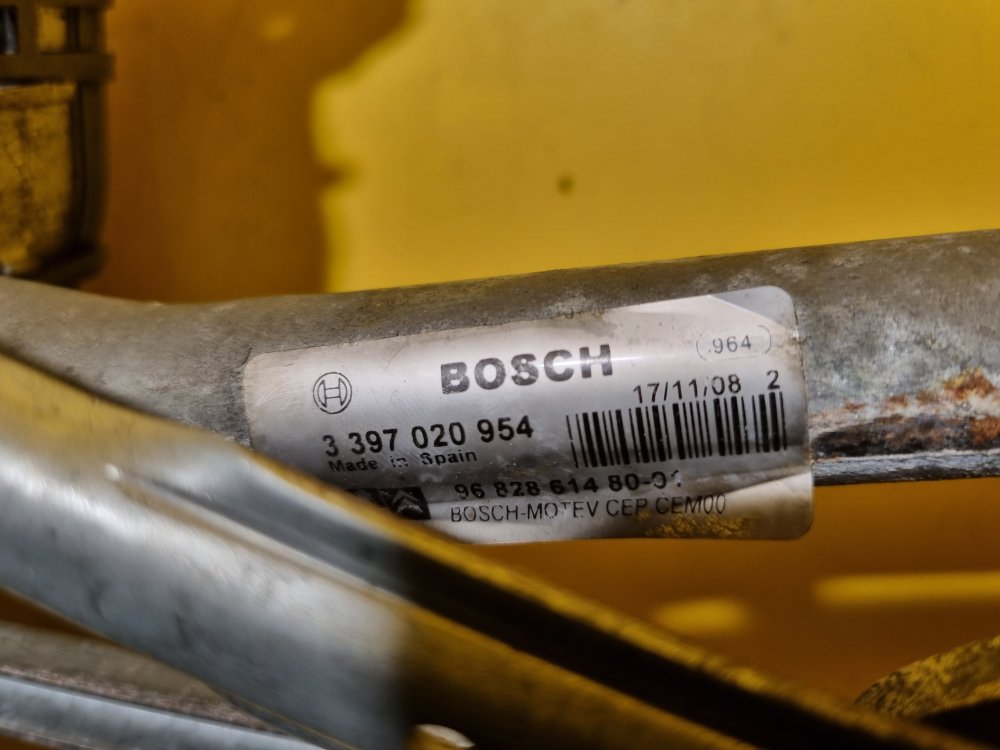 BOSCH
.964
17/11/08 2
3 397 020 954
Made in Spain
96 828 614 80-01
BOSCH-MOTEV CEP CEM00